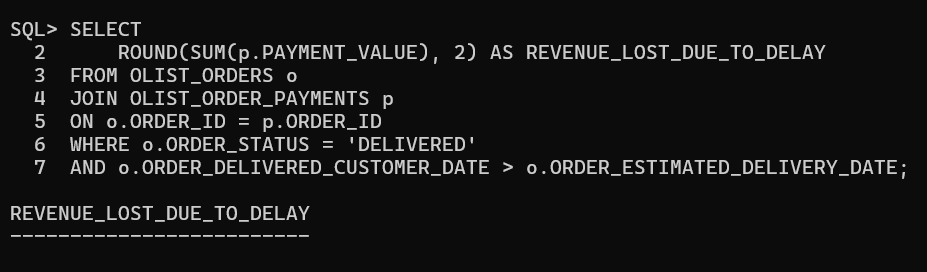 SQL> SELECT
  2      ROUND(SUM(p.PAYMENT_VALUE), 2) AS REVENUE_LOST_DUE_TO_DELAY
  3  FROM OLIST_ORDERS o
  4  JOIN OLIST_ORDER_PAYMENTS p
  5  ON o.ORDER_ID = p.ORDER_ID
  6  WHERE o.ORDER_STATUS = 'DELIVERED'
  7  AND o.ORDER_DELIVERED_CUSTOMER_DATE > o.ORDER_ESTIMATED_DELIVERY_DATE;
REVENUE_LOST_DUE_TO_DELAY
-------------------------